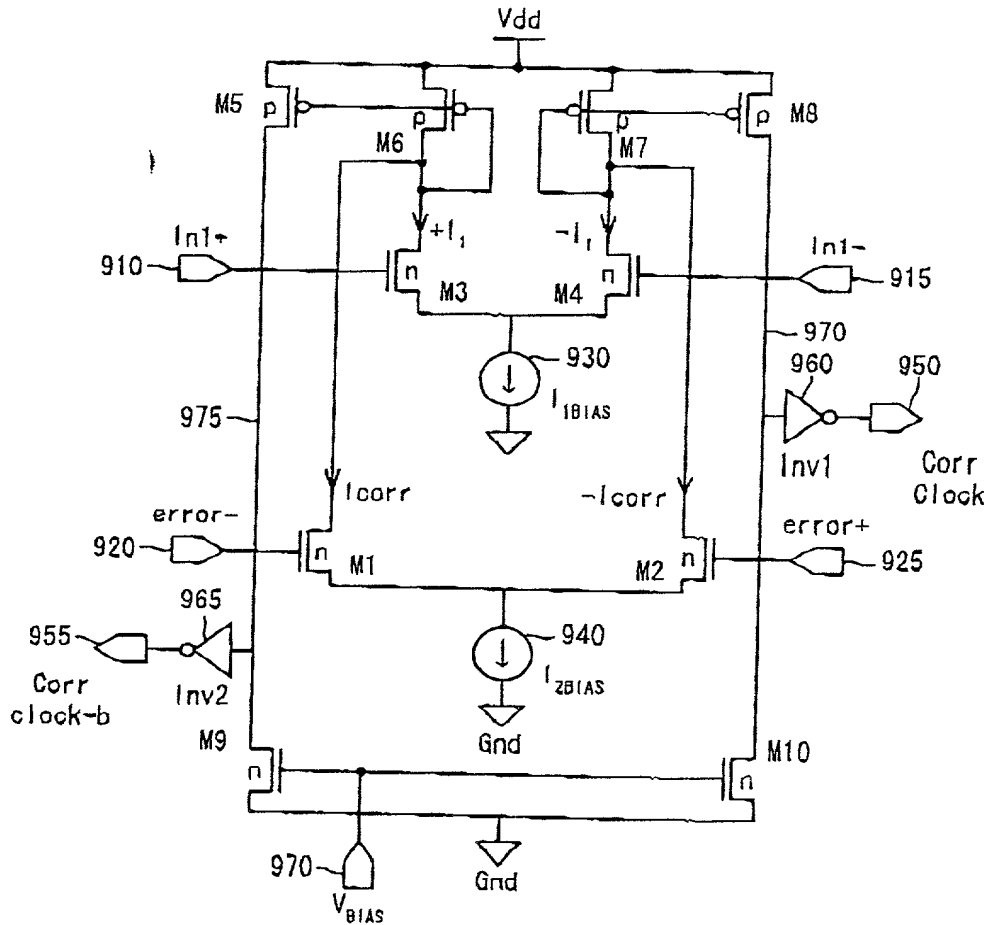 Vdd
M5
p
p
M6
p
M7
p
M8
In1+
+I1
-I1
In1-
910
n
M3
M4
n
915
930
970
960
950
I1BIAS
975
Inv1
Corr
Clock
Icorr
-Icorr
error-
error+
920
n
M1
M2
n
925
965
955
940
Inv2
I2BIAS
Corr
clock-b
Gnd
M9
M10
n
n
970
Gnd
VBIAS